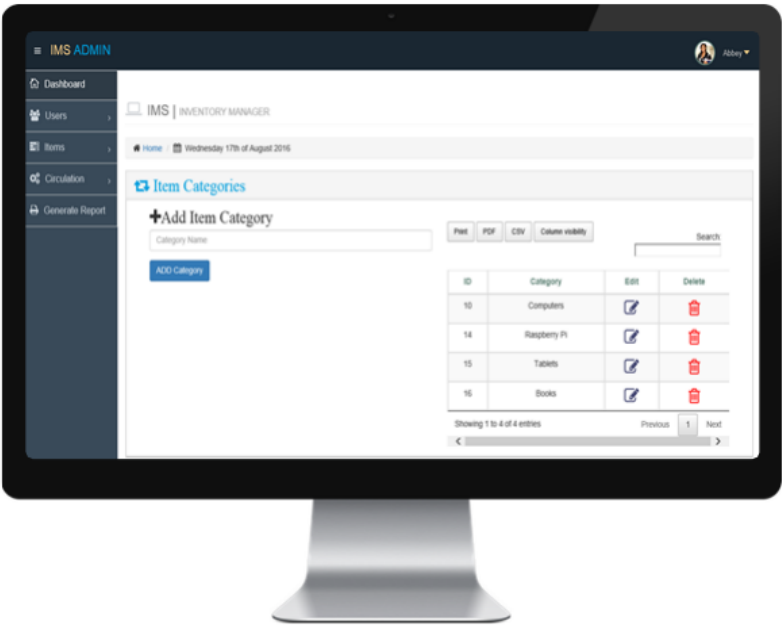 IMS ADMIN
Abbey
Dashboard
Users
Items
Circulation
Generate Report
IMS | INVENTORY MANAGER
Home / Wednesday 17th of August 2016
Item Categories
Add Item Category
Category Name
ADD Category
Print PDF CSV Column visibility
Search:
ID Category Edit Delete
10 Computers
14 Raspberry Pi
15 Tablets
16 Books
Showing 1 to 4 of 4 entries
Previous 1 Next